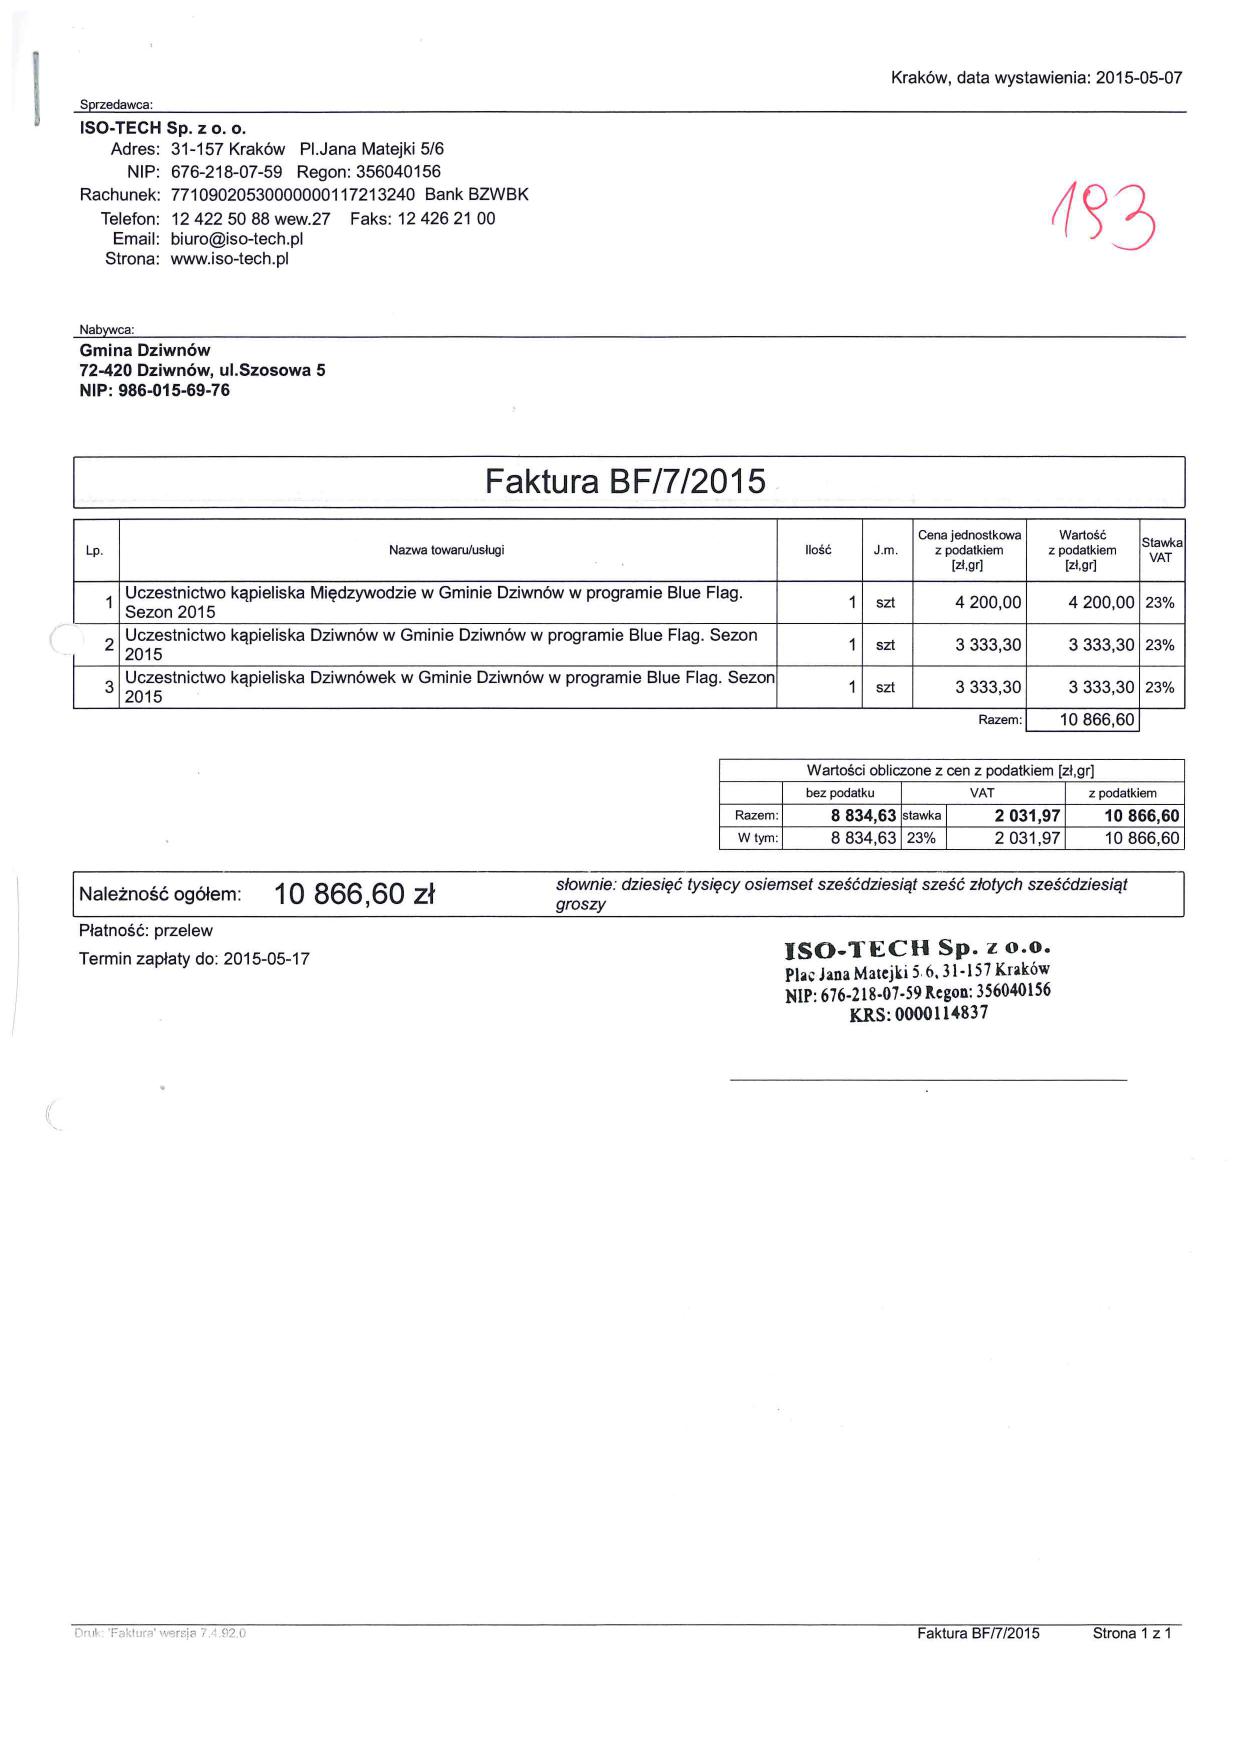 Kraków, data wystawienia: 2015-05-07
Sprzedawca:
ISO-TECH Sp. z o. o.
Adres: 31-157 Kraków Pl.Jana Matejki 5/6
NIP: 676-218-07-59 Regon: 356040156
Rachunek: 77109020530000000117213240 Bank BZWBK
Telefon: 12 422 50 88 wew.27 Faks: 12 426 21 00
Email: biuro@iso-tech.pl
Strona: www.iso-tech.pl
193
Nabywca:
Gmina Dziwnów
72-420 Dziwnów, ul.Szosowa 5
NIP: 986-015-69-76
Faktura BF/7/2015
Lp. Nazwa towaru/usługi Ilość J.m. Cena jednostkowa z podatkiem [zł,gr] Wartość z podatkiem [zł,gr] Stawka VAT
1 Uczestnictwo kąpieliska Międzywodzie w Gminie Dziwnów w programie Blue Flag. 1 szt 4 200,00 4 200,00 23%
Sezon 2015
2 Uczestnictwo kąpieliska Dziwnów w Gminie Dziwnów w programie Blue Flag. Sezon 1 szt 3 333,30 3 333,30 23%
2015
3 Uczestnictwo kąpieliska Dziwnówek w Gminie Dziwnów w programie Blue Flag. Sezon 1 szt 3 333,30 3 333,30 23%
2015
Razem: 10 866,60
Wartości obliczone z cen z podatkiem [zł,gr]
bez podatku VAT z podatkiem
Razem: 8 834,63 stawka 2 031,97 10 866,60
W tym: 8 834,63 23% 2 031,97 10 866,60
Należność ogółem: 10 866,60 zł
słownie: dziesięć tysięcy osiemset sześćdziesiąt sześć złotych sześćdziesiąt
groszy
Płatność: przelew
Termin zapłaty do: 2015-05-17
ISO-TECH Sp. z o.o.
Plac Jana Matejki 5/6, 31-157 Kraków
NIP: 676-218-07-59 Regon: 356040156
KRS: 0000114837
Druk: 'Faktura' wersja 7.4.92.0
Faktura BF/7/2015 Strona 1 z 1